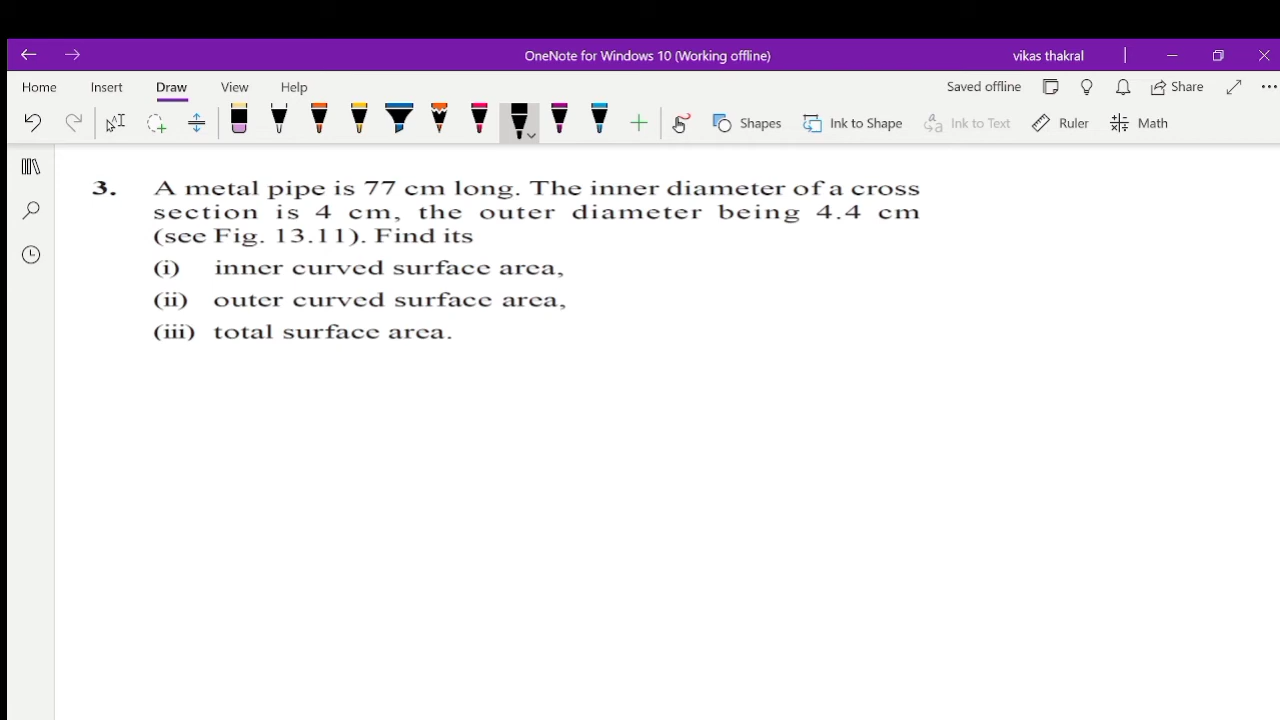 OneNote for Windows 10 (Working offline)
vikas thakral
Home Insert Draw View Help
Saved offline
Share
Shapes
Ink to Shape
Ink to Text
Ruler
Math
3. A metal pipe is 77 cm long. The inner diameter of a cross
section is 4 cm, the outer diameter being 4.4 cm
(see Fig. 13.11). Find its
(i) inner curved surface area,
(ii) outer curved surface area,
(iii) total surface area.